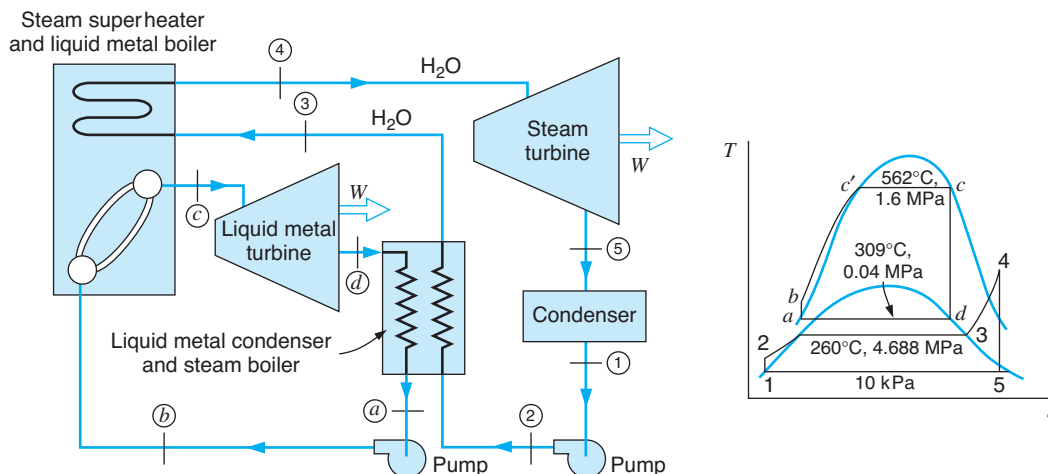 Steam superheater
and liquid metal boiler
4
H₂O
3
H₂O
Steam
turbine
W
W
c
Liquid metal
turbine
d
5
Condenser
Liquid metal condenser
and steam boiler
1
a
b
2
Pump
Pump
T
c′
562°C,
c
1.6 MPa
309°C,
0.04 MPa
4
b
a
d
2
3
260°C, 4.688 MPa
1
10 kPa
5